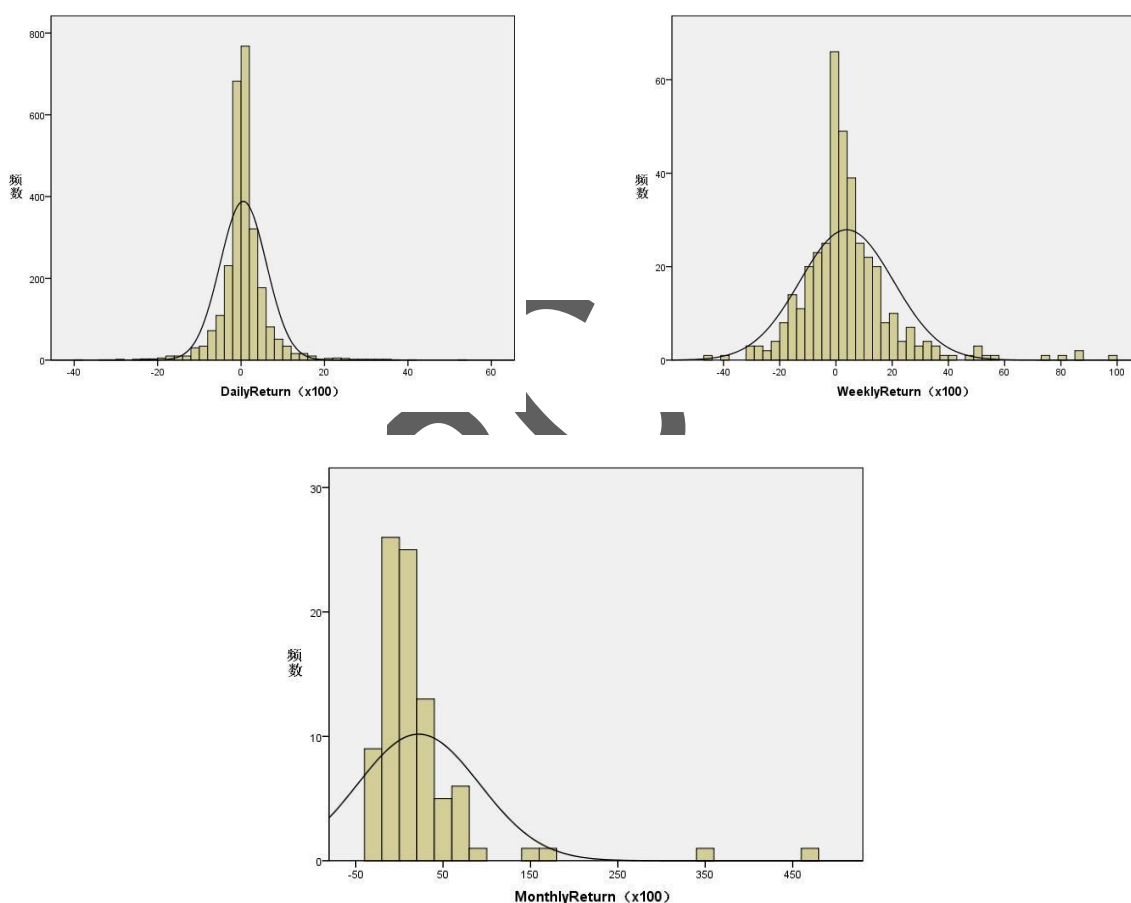 800
600
400
200
0
频数
-40 -20 0 20 40 60
DailyReturn（x100）
60
40
20
0
频数
-40 -20 0 20 40 60 80 100
WeeklyReturn（x100）
30
20
10
0
频数
-50 50 150 250 350 450
MonthlyReturn（x100）